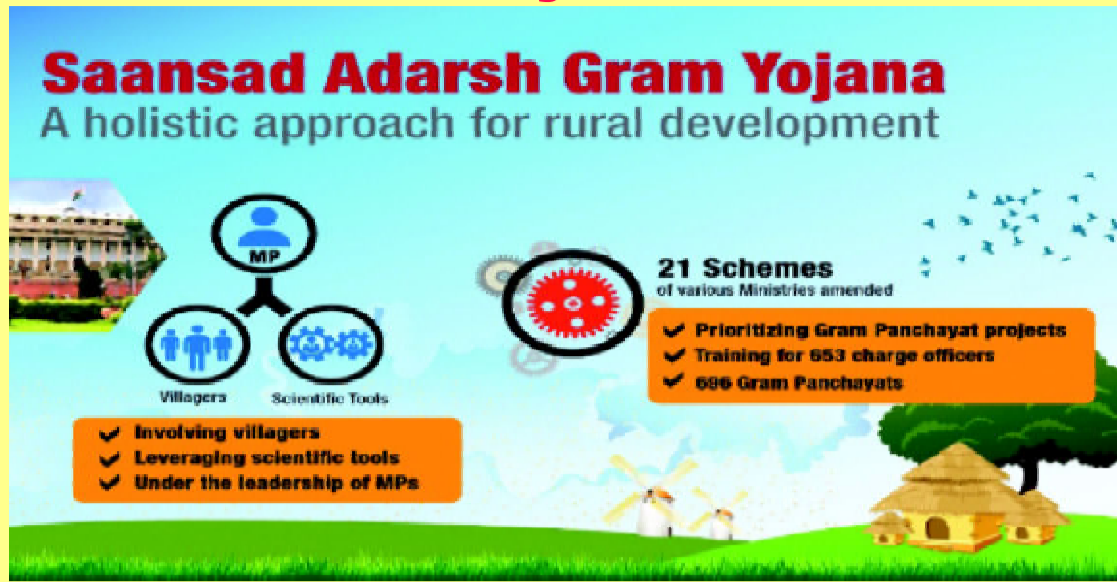 Saansad Adarsh Gram Yojana
A holistic approach for rural development
MP
Villagers
Scientific Tools
Involving villagers
Leveraging scientific tools
Under the leadership of MPs
21 Schemes
of various Ministries amended
Prioritizing Gram Panchayat projects
Training for 653 charge officers
696 Gram Panchayats